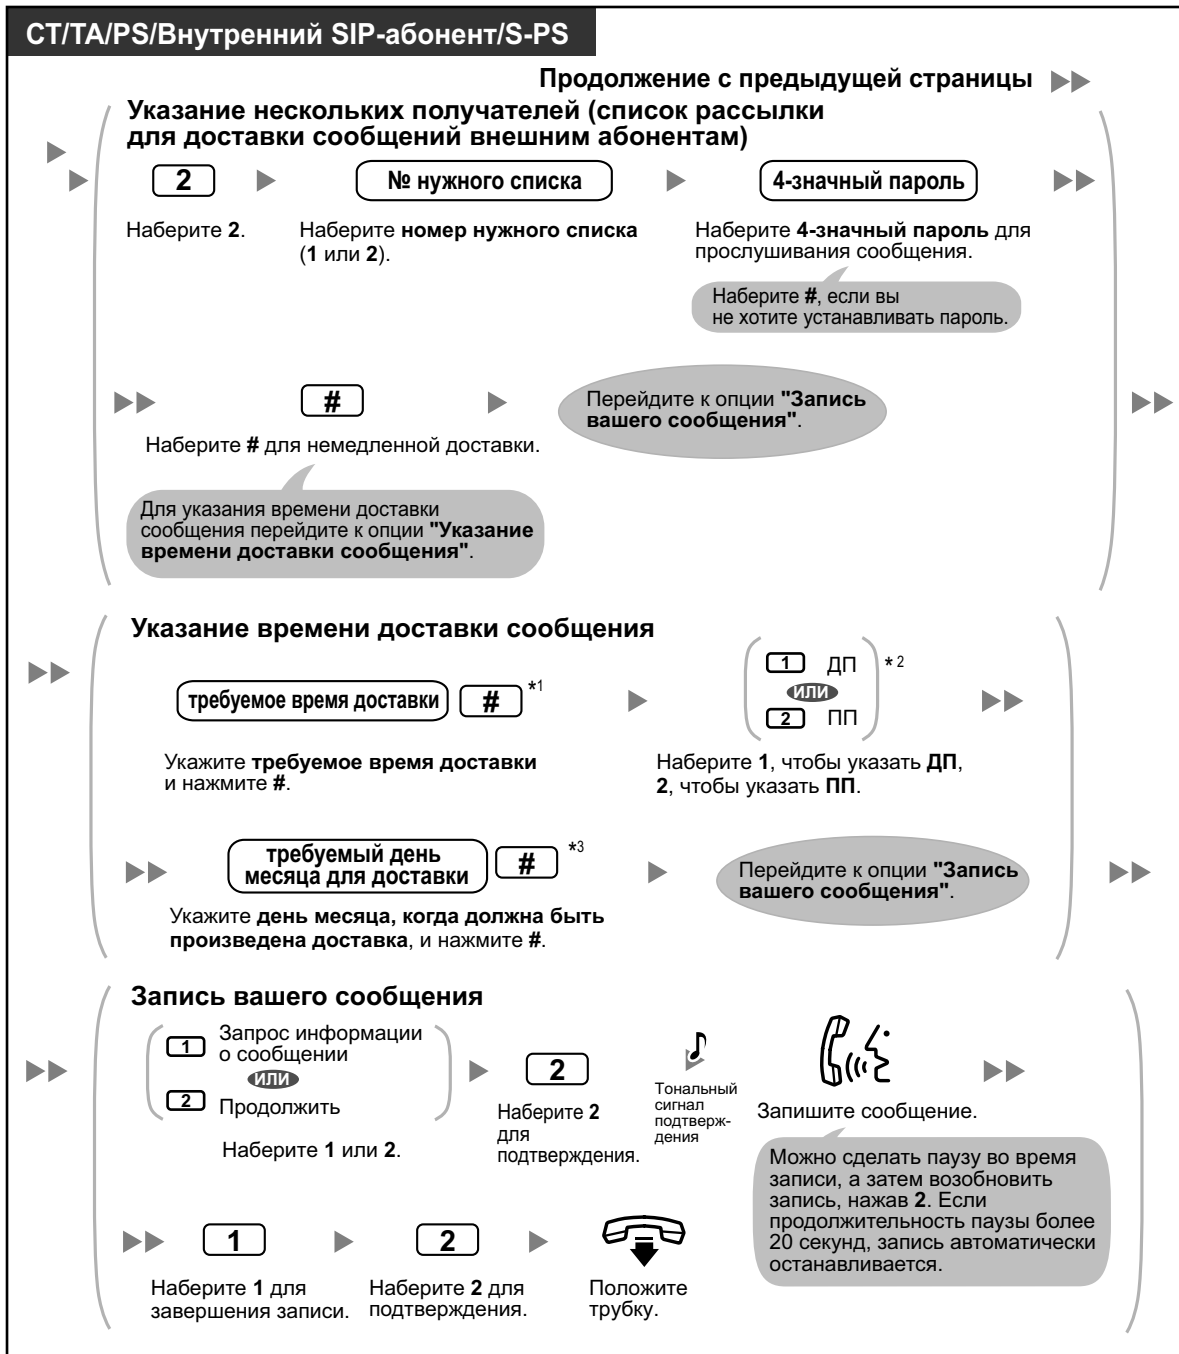 СТ/ТА/PS/Внутренний SIP-абонент/S-PS
Продолжение с предыдущей страницы
Указание нескольких получателей (список рассылки
для доставки сообщений внешним абонентам)
2
№ нужного списка
4-значный пароль
Наберите 2.
Наберите номер нужного списка
(1 или 2).
Наберите 4-значный пароль для
прослушивания сообщения.
Наберите #, если вы
не хотите устанавливать пароль.
#
Перейдите к опции "Запись
вашего сообщения".
Наберите # для немедленной доставки.
Для указания времени доставки
сообщения перейдите к опции "Указание
времени доставки сообщения".
Указание времени доставки сообщения
требуемое время доставки # *1
1 ДП *2
ИЛИ
2 ПП
Укажите требуемое время доставки
и нажмите #.
Наберите 1, чтобы указать ДП,
2, чтобы указать ПП.
требуемый день
месяца для доставки
# *3
Перейдите к опции "Запись
вашего сообщения".
Укажите день месяца, когда должна быть
произведена доставка, и нажмите #.
Запись вашего сообщения
1 Запрос информации
о сообщении
ИЛИ
2 Продолжить
Наберите 1 или 2.
2
Наберите 2
для
подтверждения.
Тональный
сигнал
подтверж-
дения
Запишите сообщение.
Можно сделать паузу во время
записи, а затем возобновить
запись, нажав 2. Если
продолжительность паузы более
20 секунд, запись автоматически
останавливается.
1
2
Наберите 1 для
завершения записи.
Наберите 2 для
подтверждения.
Положите
трубку.